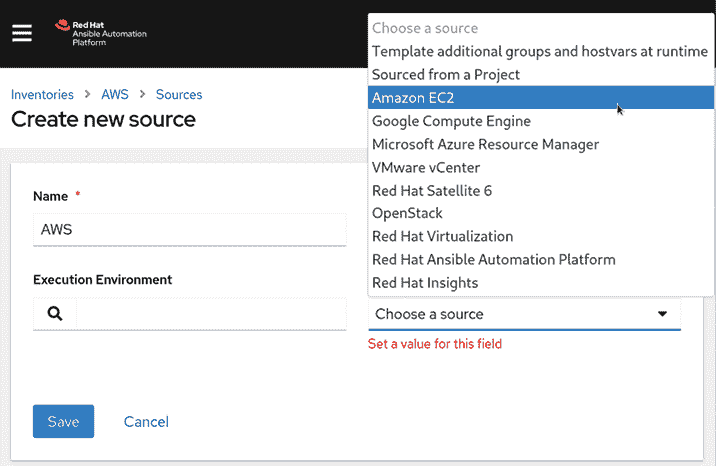 Red Hat
Ansible Automation
Platform
Choose a source
Template additional groups and hostvars at runtime
Sourced from a Project
Amazon EC2
Google Compute Engine
Microsoft Azure Resource Manager
VMware vCenter
Red Hat Satellite 6
OpenStack
Red Hat Virtualization
Red Hat Ansible Automation Platform
Red Hat Insights
Inventories > AWS > Sources
Create new source
Name *
AWS
Execution Environment
Choose a source
Set a value for this field
Save Cancel